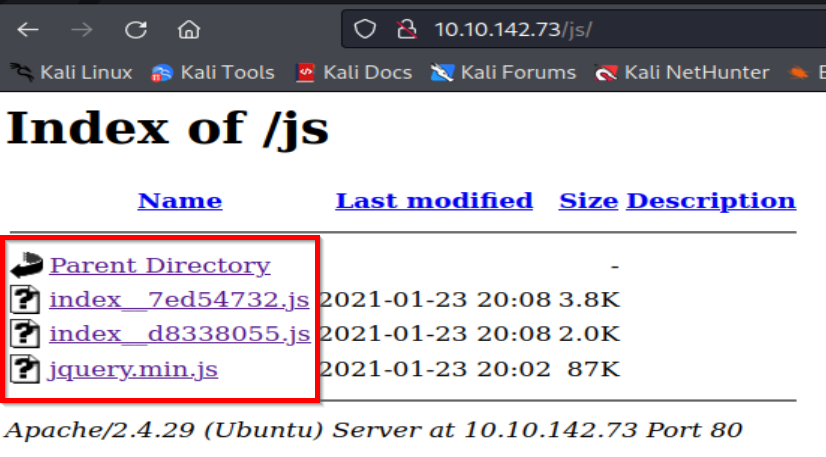 10.10.142.73/js/
Kali Linux Kali Tools Kali Docs Kali Forums Kali NetHunter E
Index of /js
Name Last modified Size Description
Parent Directory -
index__7ed54732.js 2021-01-23 20:08 3.8K
index__d8338055.js 2021-01-23 20:08 2.0K
jquery.min.js 2021-01-23 20:02 87K
Apache/2.4.29 (Ubuntu) Server at 10.10.142.73 Port 80